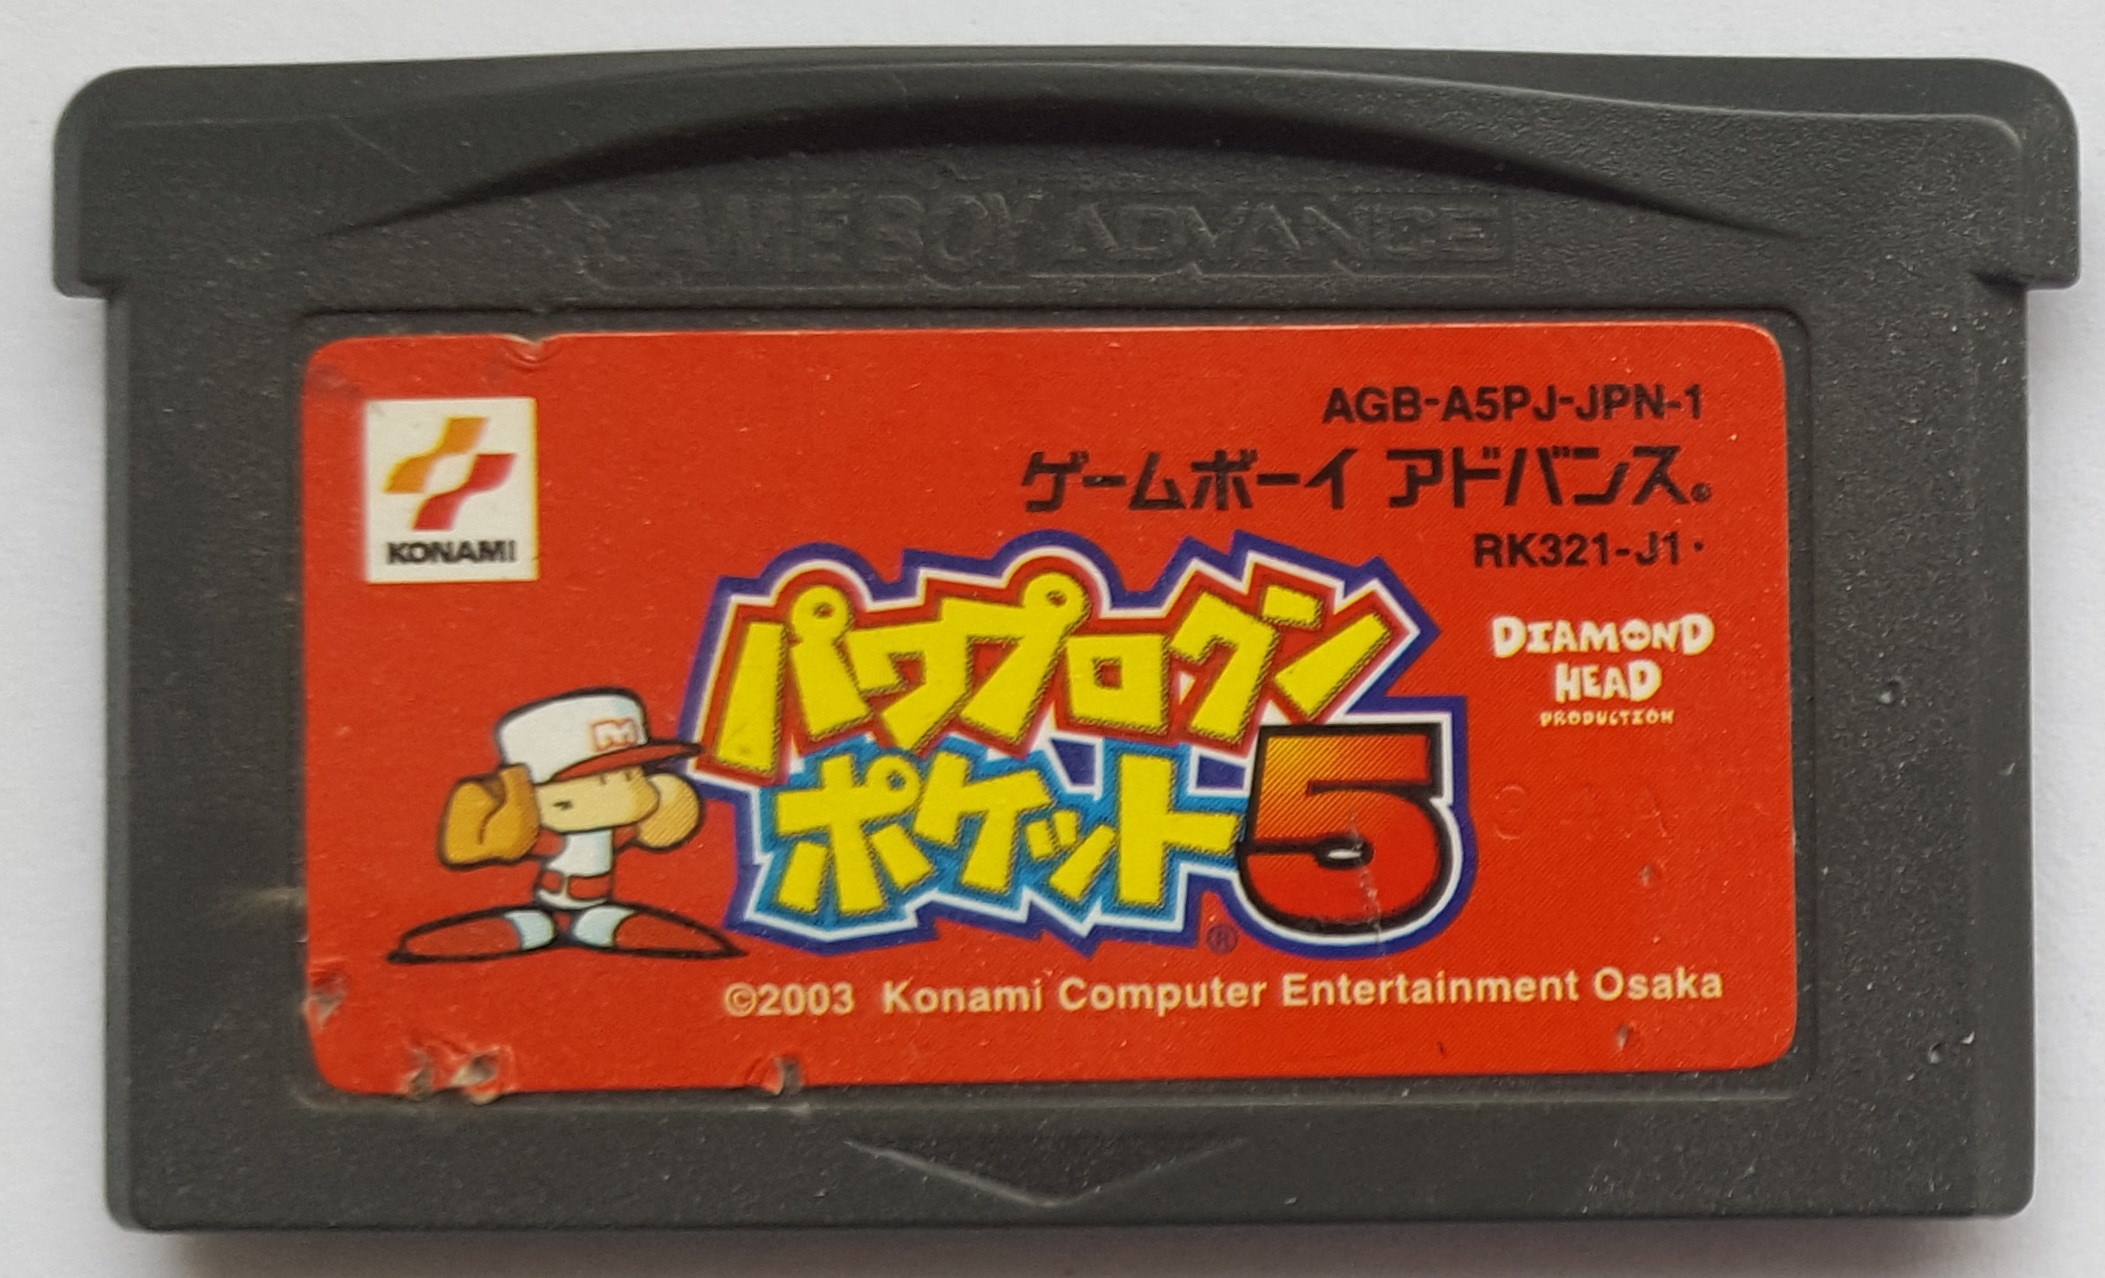 GAME BOY ADVANCE
KONAMI
AGB-A5PJ-JPN-1
ゲームボーイ アドバンス®
RK321-J1・
パワプロクン
ポケット5®
DIAMOND
HEAD
PRODUCTION
M
©2003 Konami Computer Entertainment Osaka